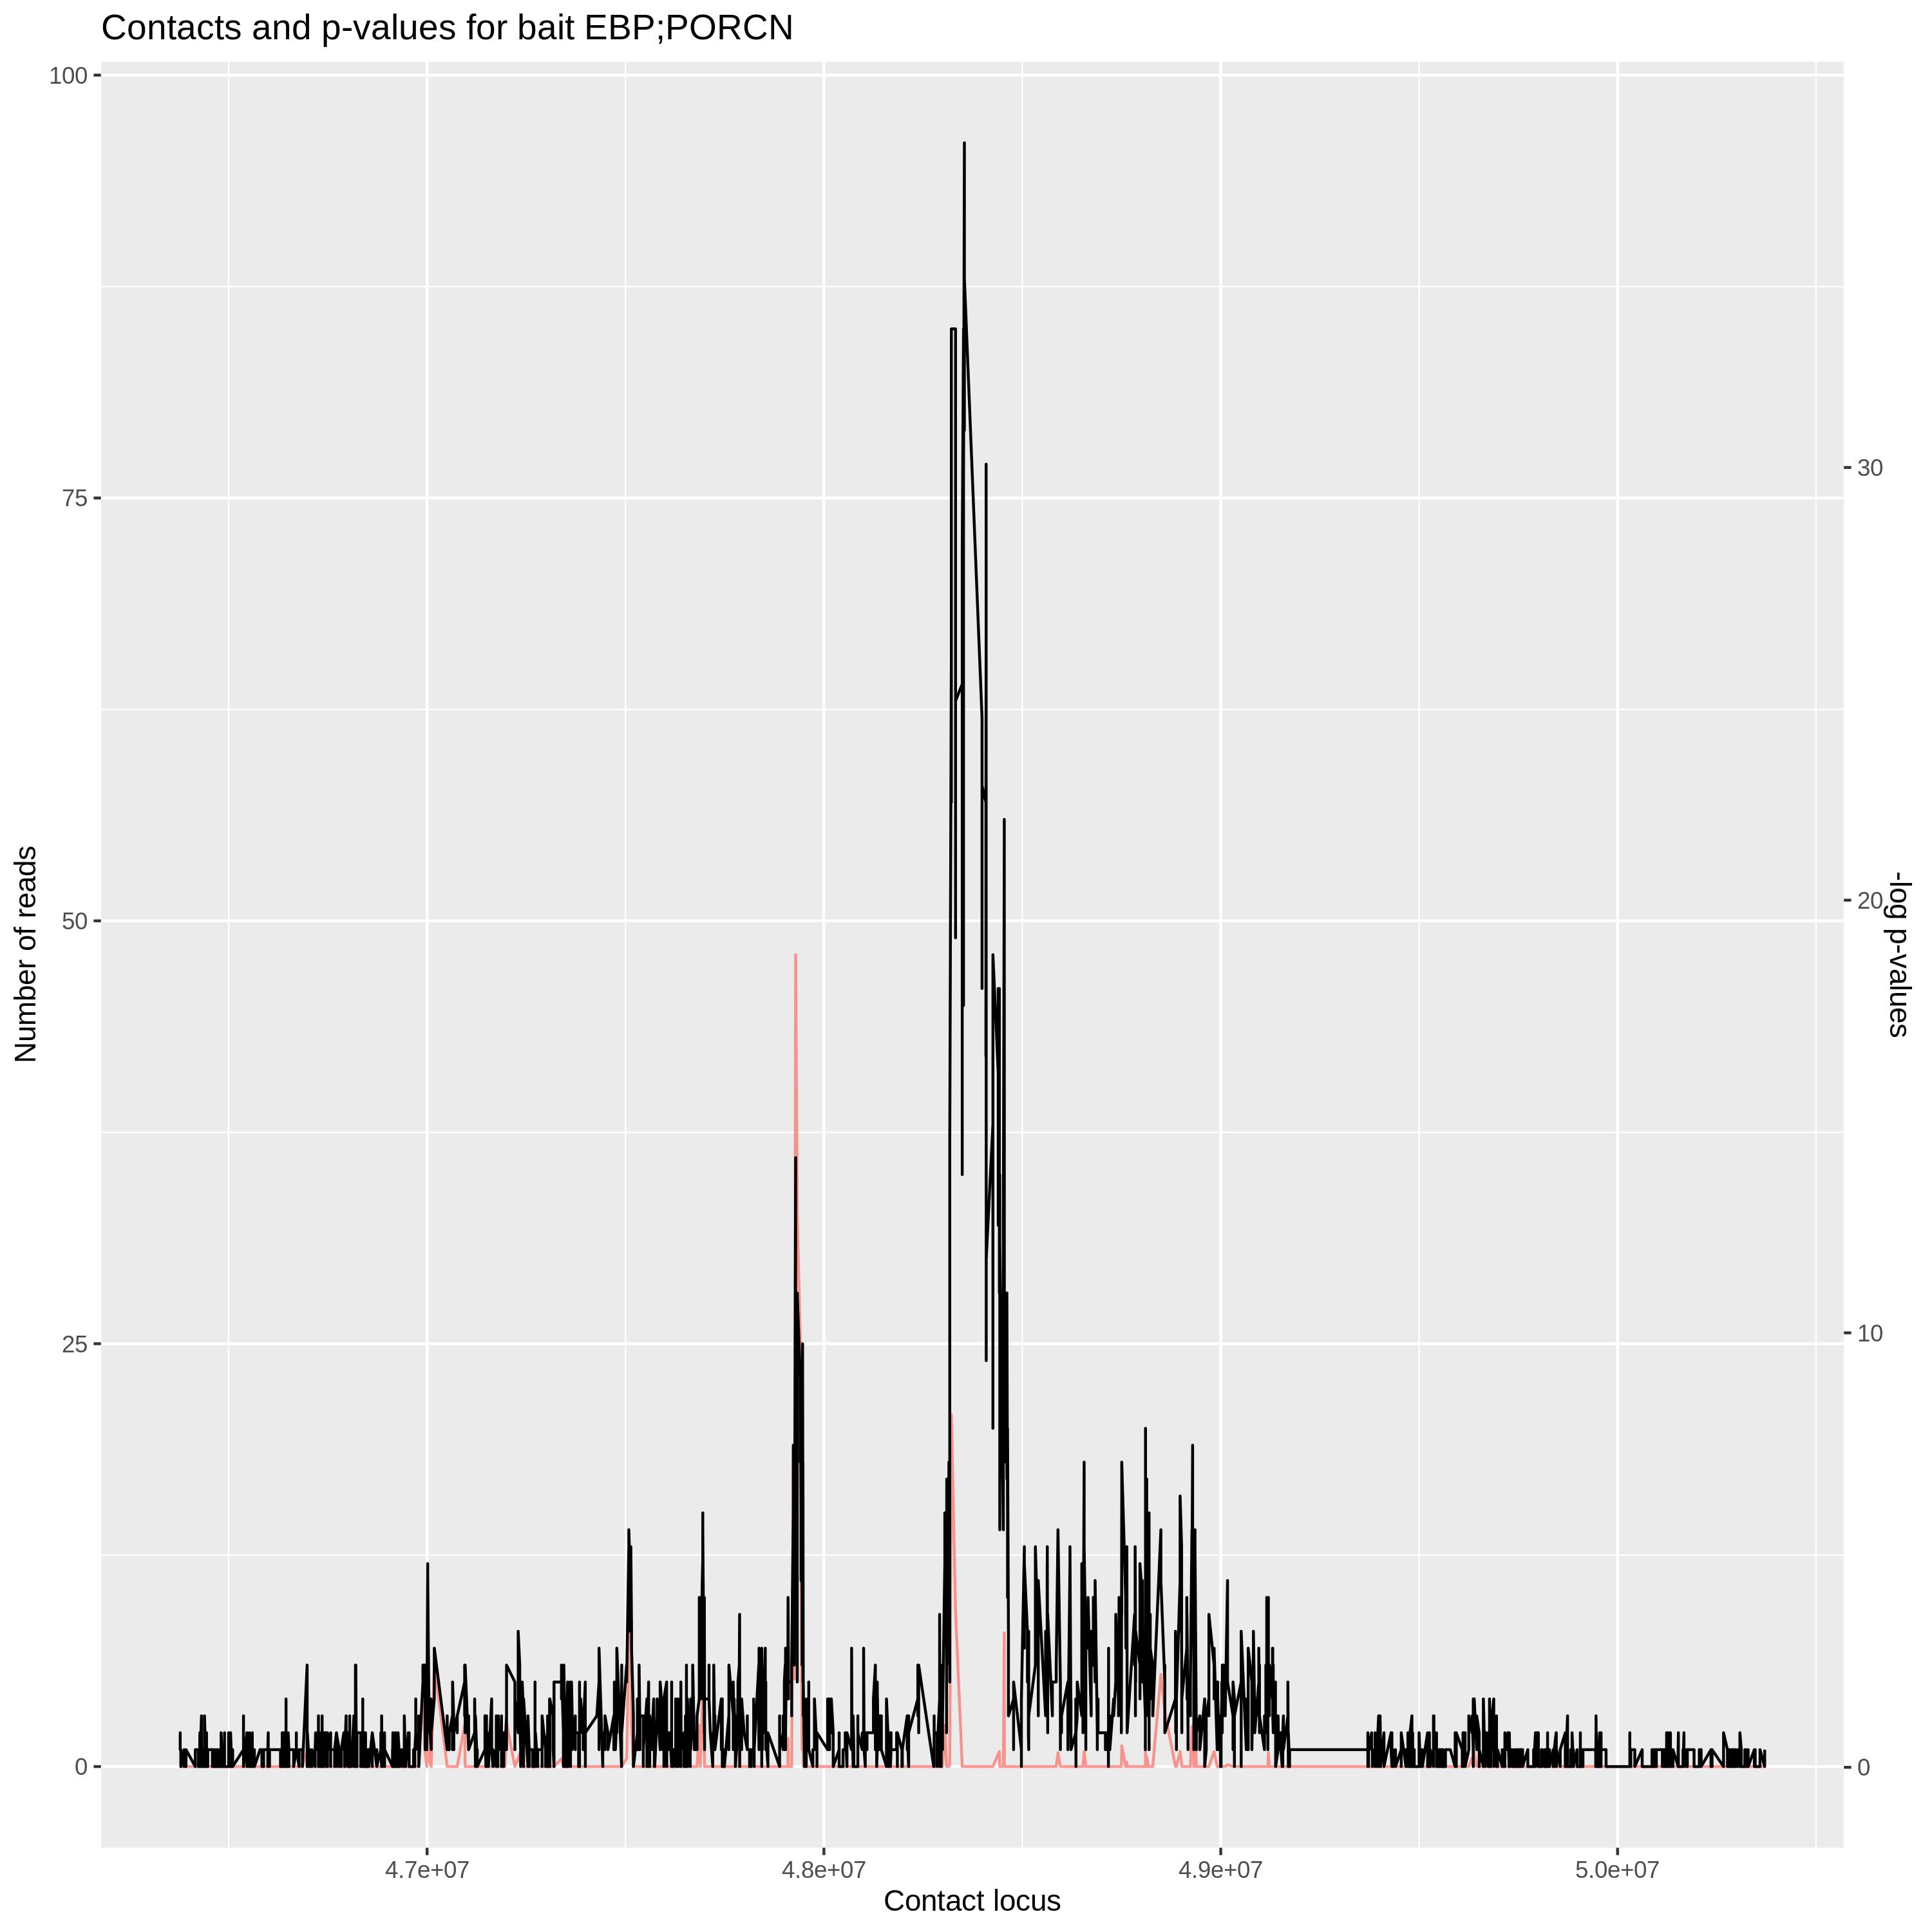 Contacts and p-values for bait EBP;PORCN
100
75
50
25
0
Number of reads
30
20
10
0
-log p-values
4.7e+07
4.8e+07
4.9e+07
5.0e+07
Contact locus